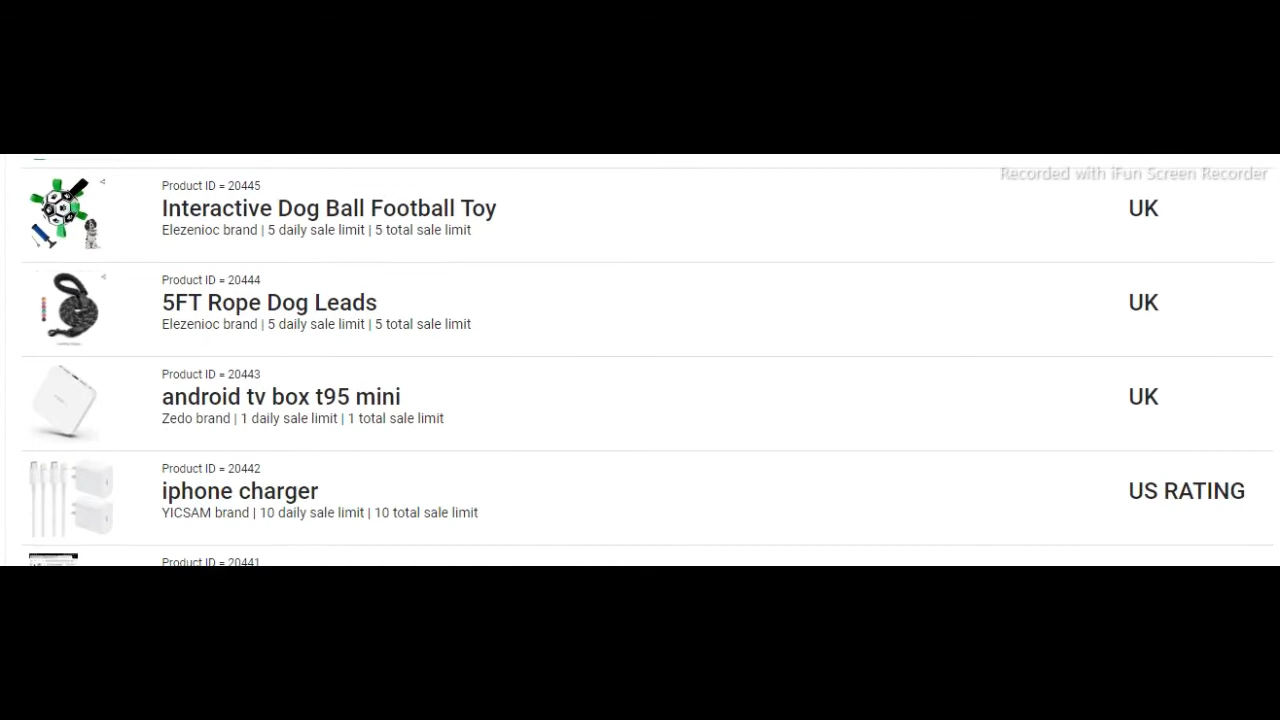 Recorded with iFun Screen Recorder
Product ID = 20445
Interactive Dog Ball Football Toy
UK
Elezenioc brand | 5 daily sale limit | 5 total sale limit
Product ID = 20444
5FT Rope Dog Leads
UK
Elezenioc brand | 5 daily sale limit | 5 total sale limit
Product ID = 20443
android tv box t95 mini
UK
Zedo brand | 1 daily sale limit | 1 total sale limit
Product ID = 20442
iphone charger
US RATING
YICSAM brand | 10 daily sale limit | 10 total sale limit
Product ID = 20441